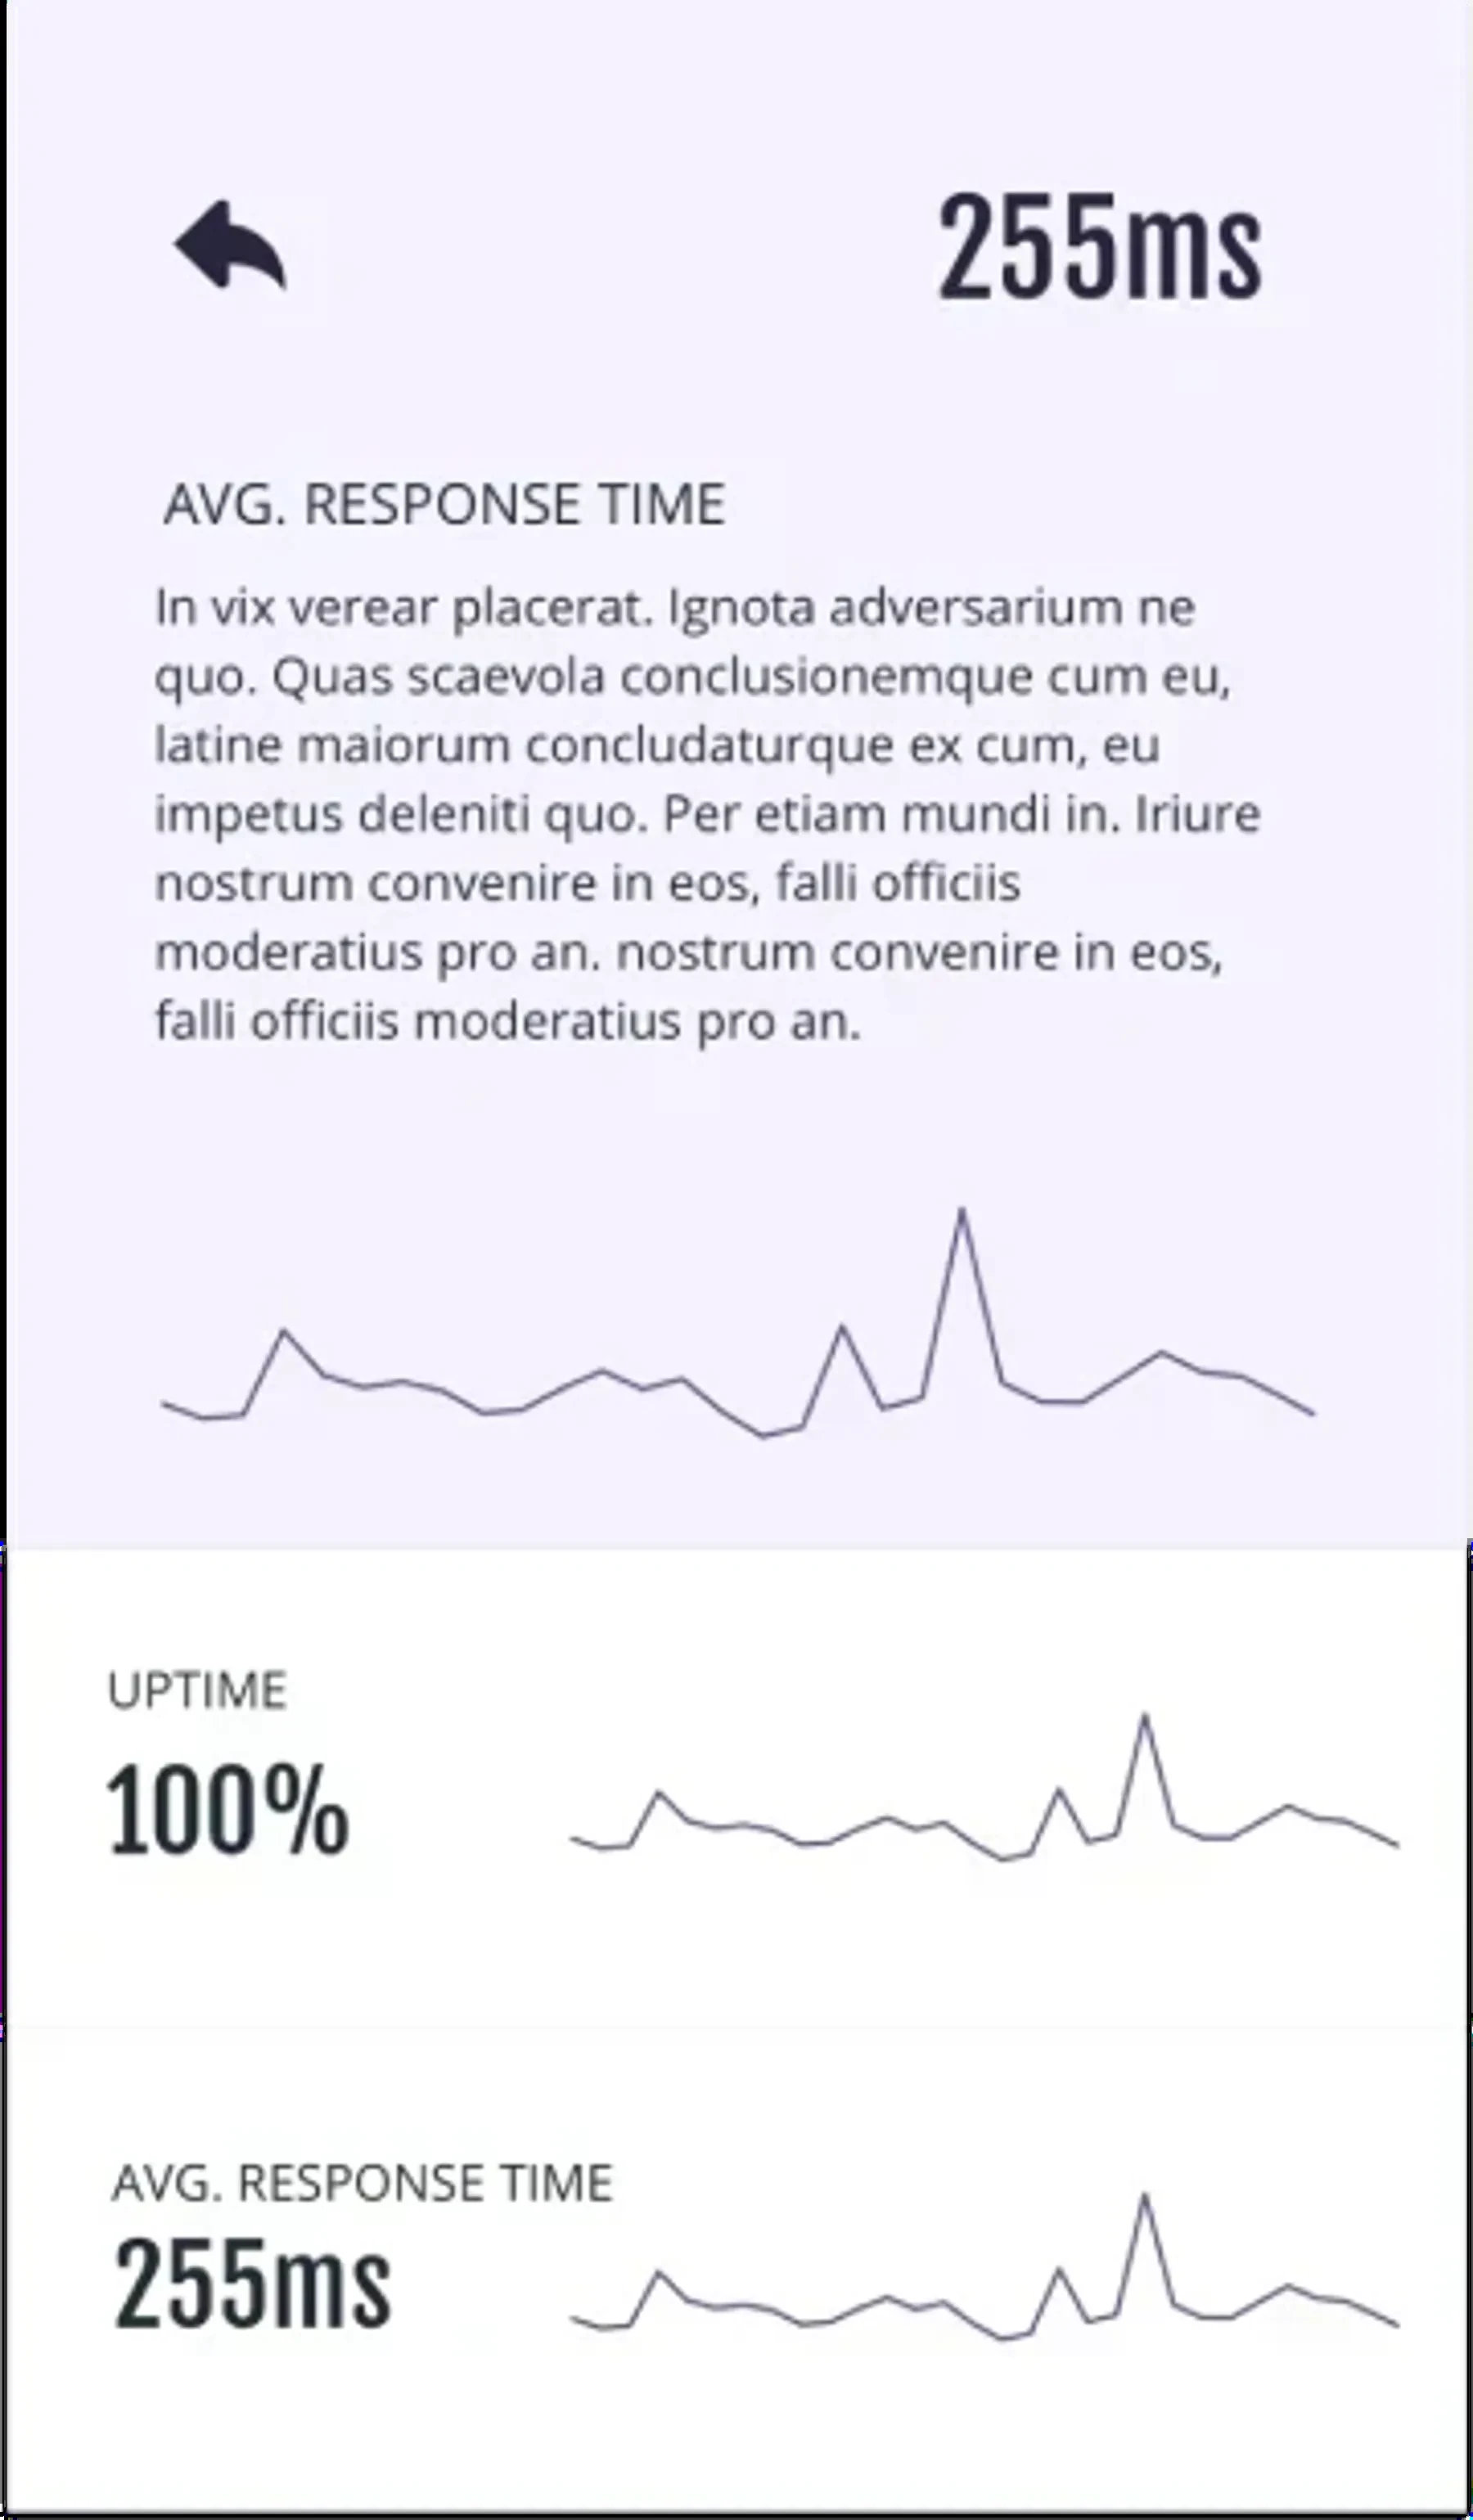 255ms
AVG. RESPONSE TIME
In vix verear placerat. Ignota adversarium ne
quo. Quas scaevola conclusionemque cum eu,
latine maiorum concludaturque ex cum, eu
impetus deleniti quo. Per etiam mundi in. Iriure
nostrum convenire in eos, falli officiis
moderatius pro an. nostrum convenire in eos,
falli officiis moderatius pro an.
UPTIME
100%
AVG. RESPONSE TIME
255ms